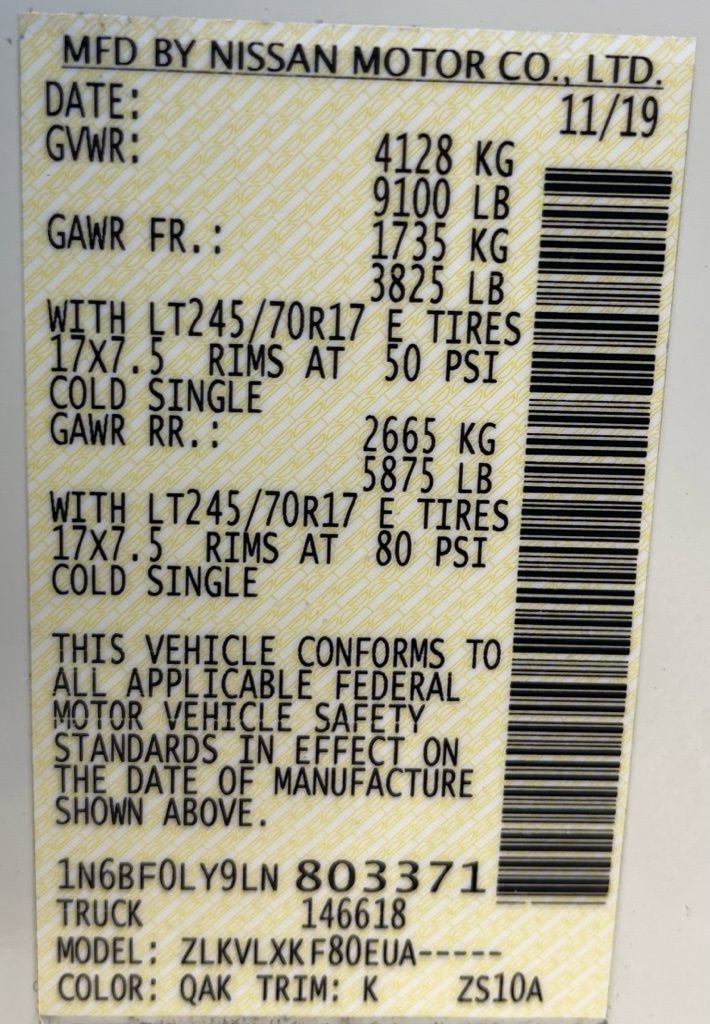 MFD BY NISSAN MOTOR CO., LTD.
DATE: 11/19
GVWR: 4128 KG
9100 LB
GAWR FR.: 1735 KG
3825 LB
WITH LT245/70R17 E TIRES
17X7.5 RIMS AT 50 PSI
COLD SINGLE
GAWR RR.: 2665 KG
5875 LB
WITH LT245/70R17 E TIRES
17X7.5 RIMS AT 80 PSI
COLD SINGLE
THIS VEHICLE CONFORMS TO
ALL APPLICABLE FEDERAL
MOTOR VEHICLE SAFETY
STANDARDS IN EFFECT ON
THE DATE OF MANUFACTURE
SHOWN ABOVE.
1N6BF0LY9LN 803371
TRUCK 146618
MODEL: ZLKVLXKF80EUA-----
COLOR: QAK TRIM: K ZS10A